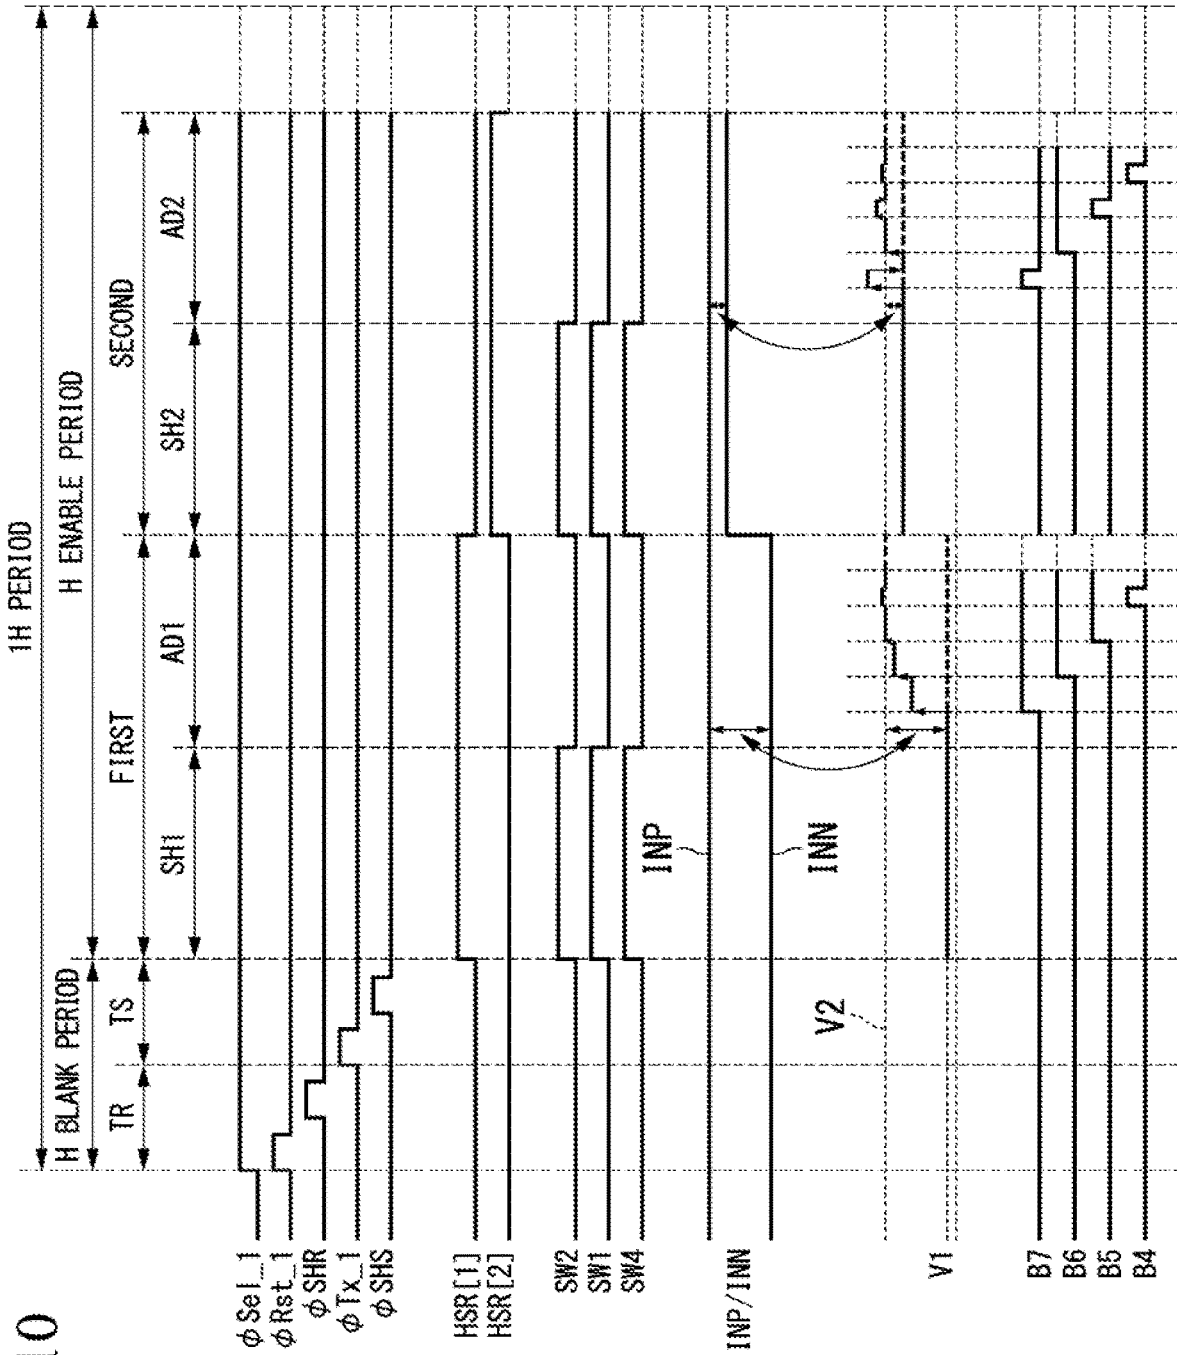 10
1H PERIOD
H BLANK PERIOD
H ENABLE PERIOD
FIRST
SECOND
TR
TS
SH1
AD1
SH2
AD2
ϕSel_1
ϕRst_1
ϕSHR
ϕTx_1
ϕSHS
HSR[1]
HSR[2]
SW2
SW1
SW4
INP
INP/INN
INN
V2
V1
B7
B6
B5
B4